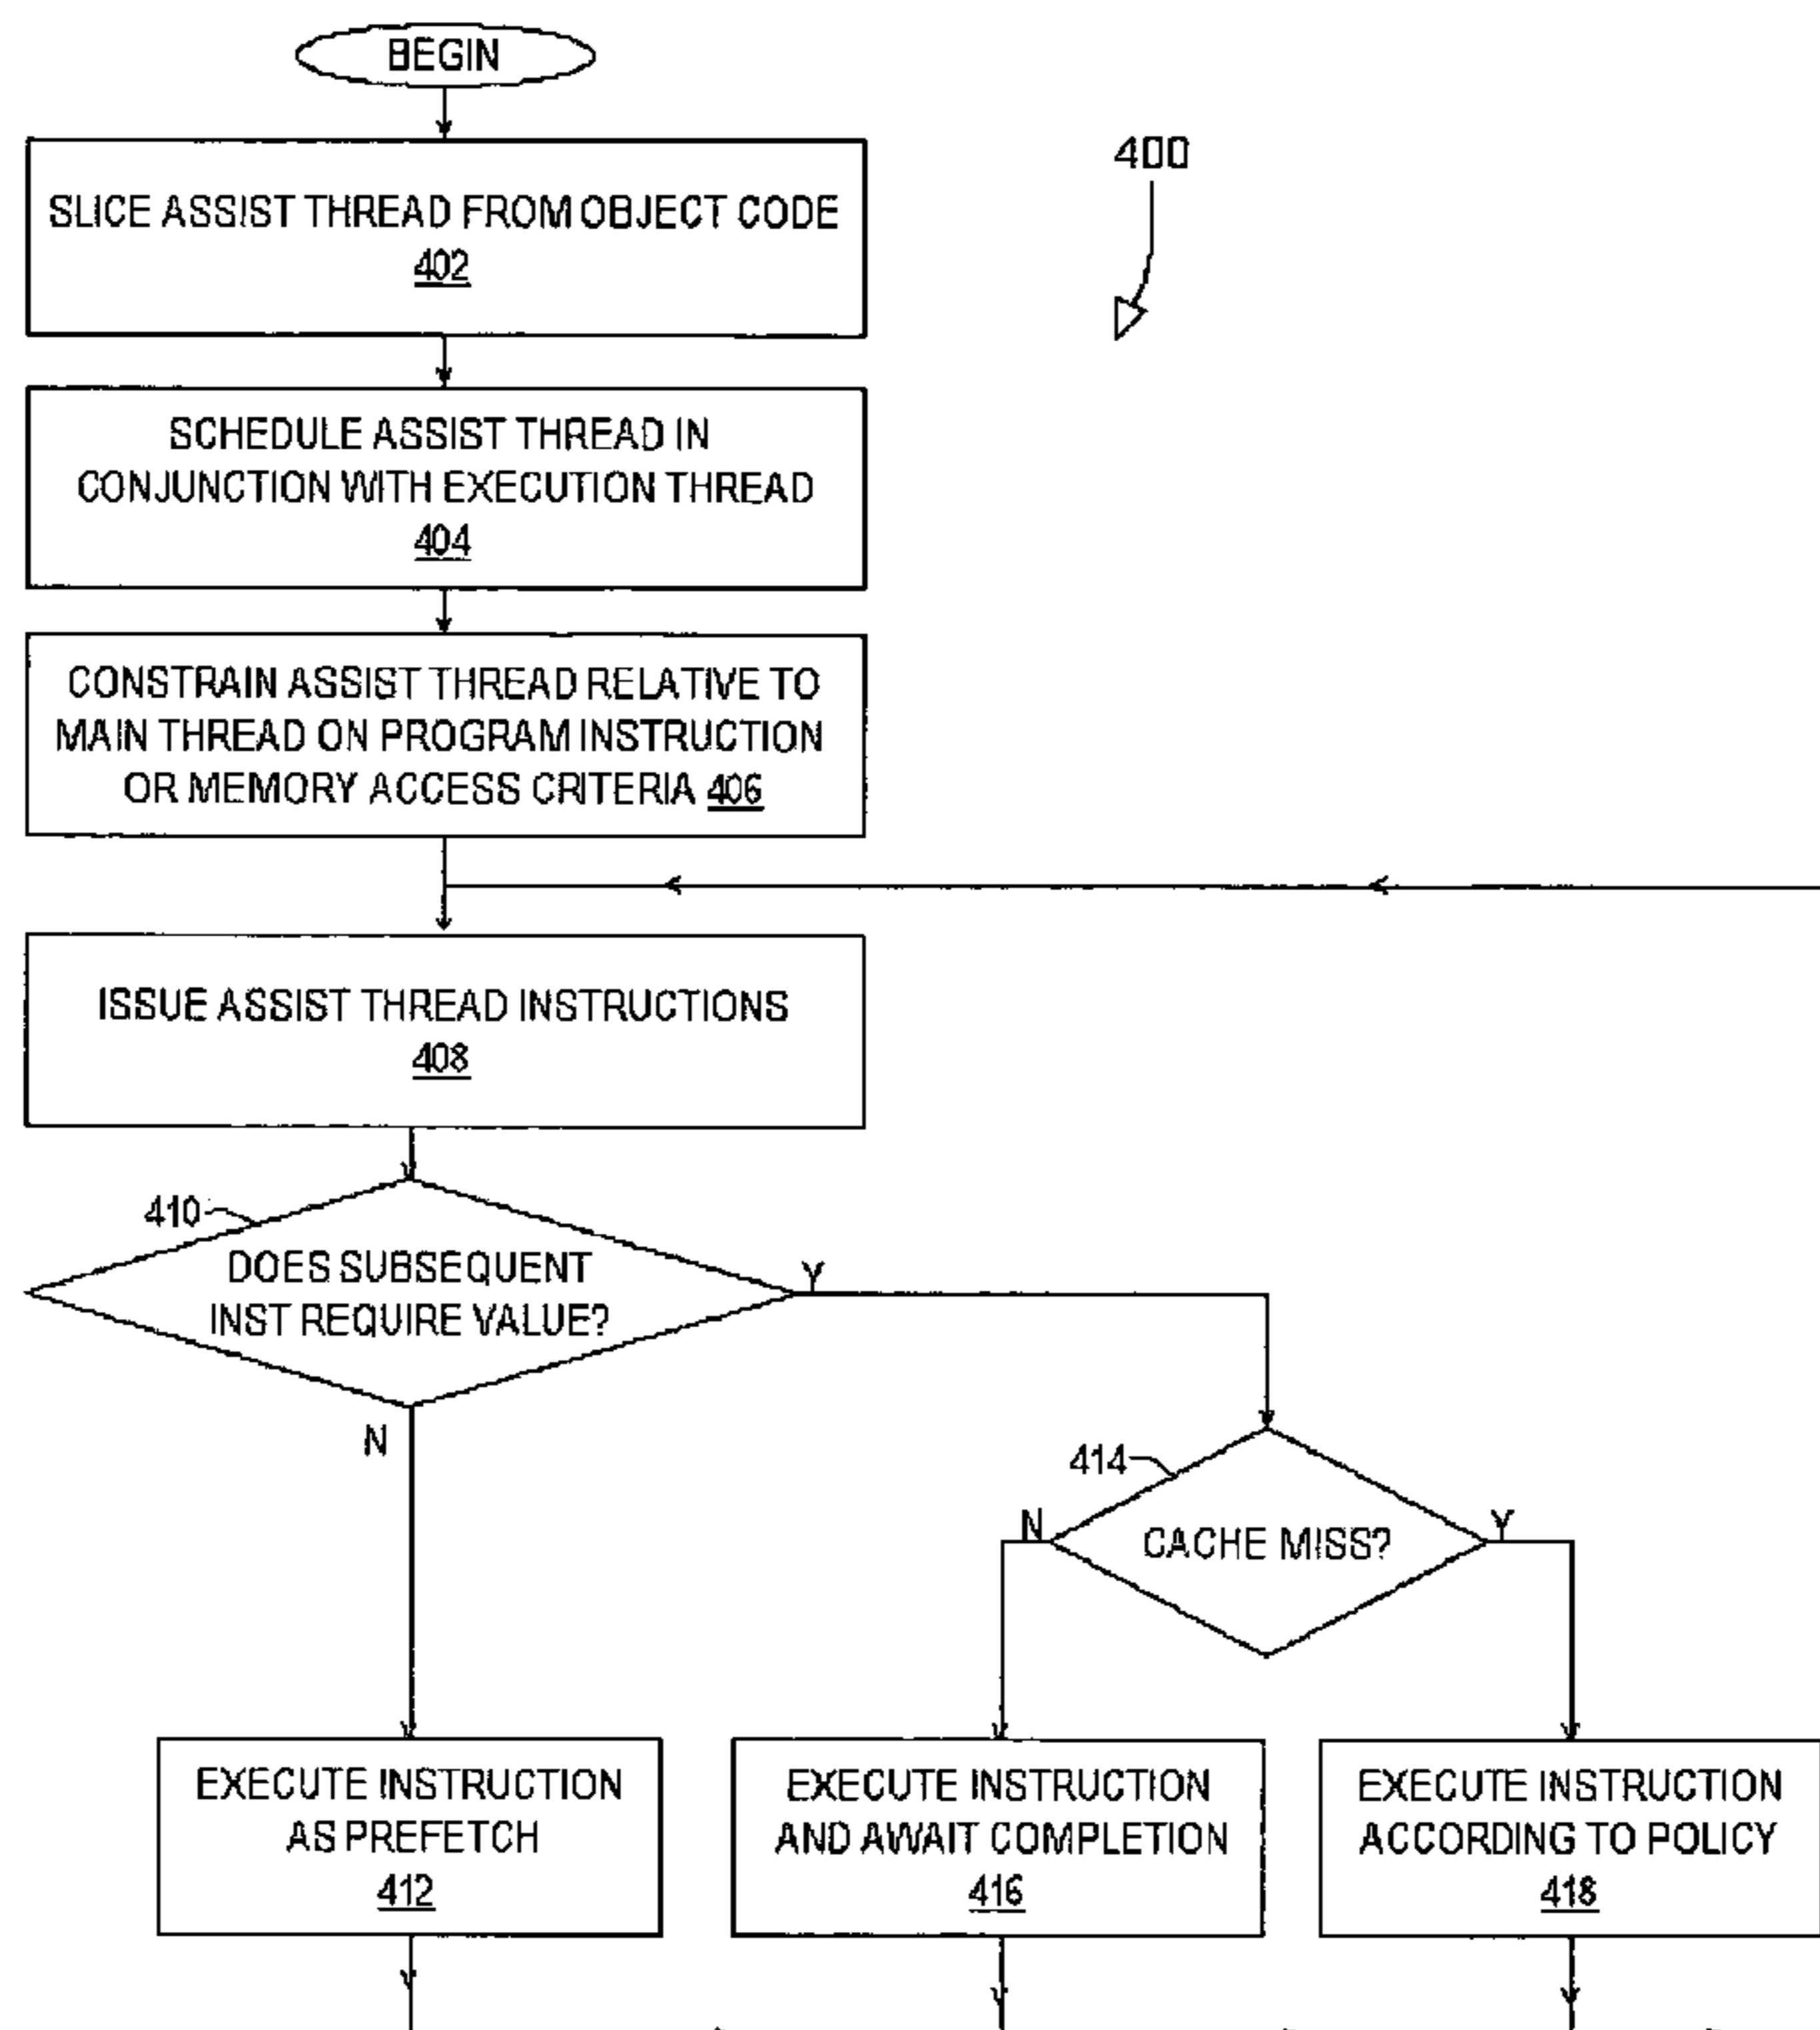 BEGIN
400
SLICE ASSIST THREAD FROM OBJECT CODE
402
SCHEDULE ASSIST THREAD IN
CONJUNCTION WITH EXECUTION THREAD
404
CONSTRAIN ASSIST THREAD RELATIVE TO
MAIN THREAD ON PROGRAM INSTRUCTION
OR MEMORY ACCESS CRITERIA 406
ISSUE ASSIST THREAD INSTRUCTIONS
408
410
DOES SUBSEQUENT
INST REQUIRE VALUE?
Y
N
414
CACHE MISS?
N
Y
EXECUTE INSTRUCTION
AS PREFETCH
412
EXECUTE INSTRUCTION
AND AWAIT COMPLETION
416
EXECUTE INSTRUCTION
ACCORDING TO POLICY
418